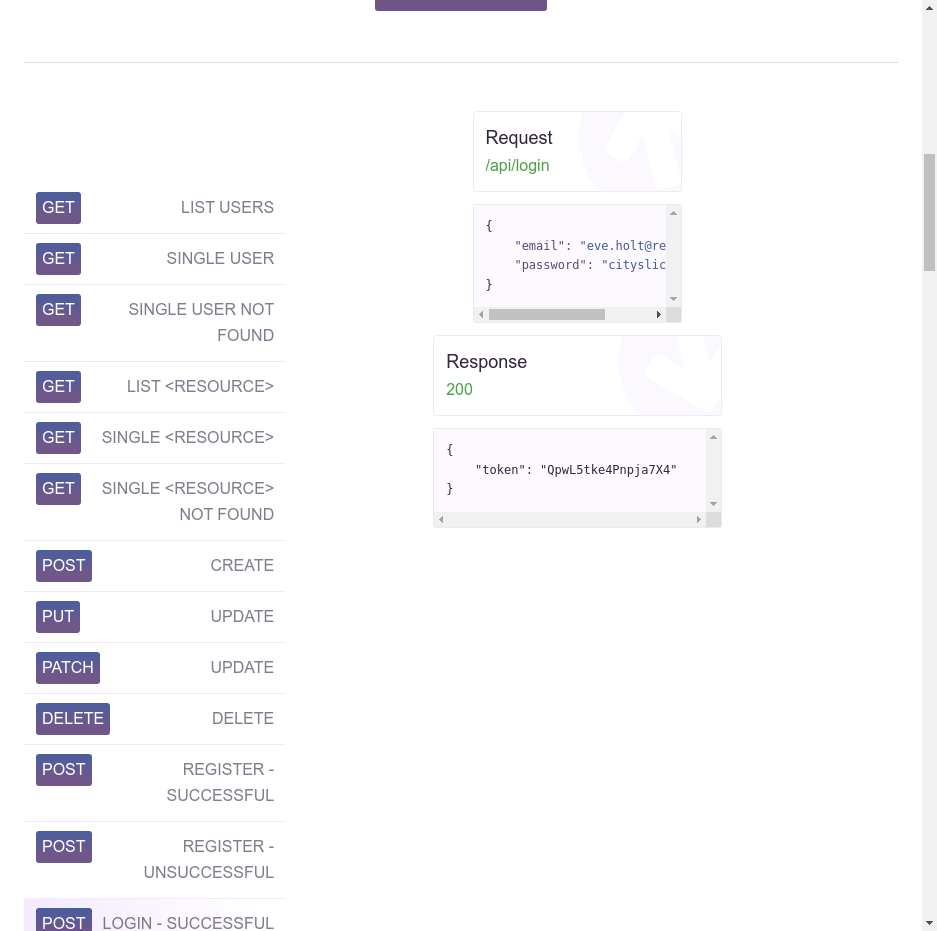 GET LIST USERS
GET SINGLE USER
GET SINGLE USER NOT
FOUND
GET LIST <RESOURCE>
GET SINGLE <RESOURCE>
GET SINGLE <RESOURCE>
NOT FOUND
POST CREATE
PUT UPDATE
PATCH UPDATE
DELETE DELETE
POST REGISTER -
SUCCESSFUL
POST REGISTER -
UNSUCCESSFUL
POST LOGIN - SUCCESSFUL
Request
/api/login
{
    "email": "eve.holt@re
    "password": "cityslic
}
Response
200
{
    "token": "QpwL5tke4Pnpja7X4"
}